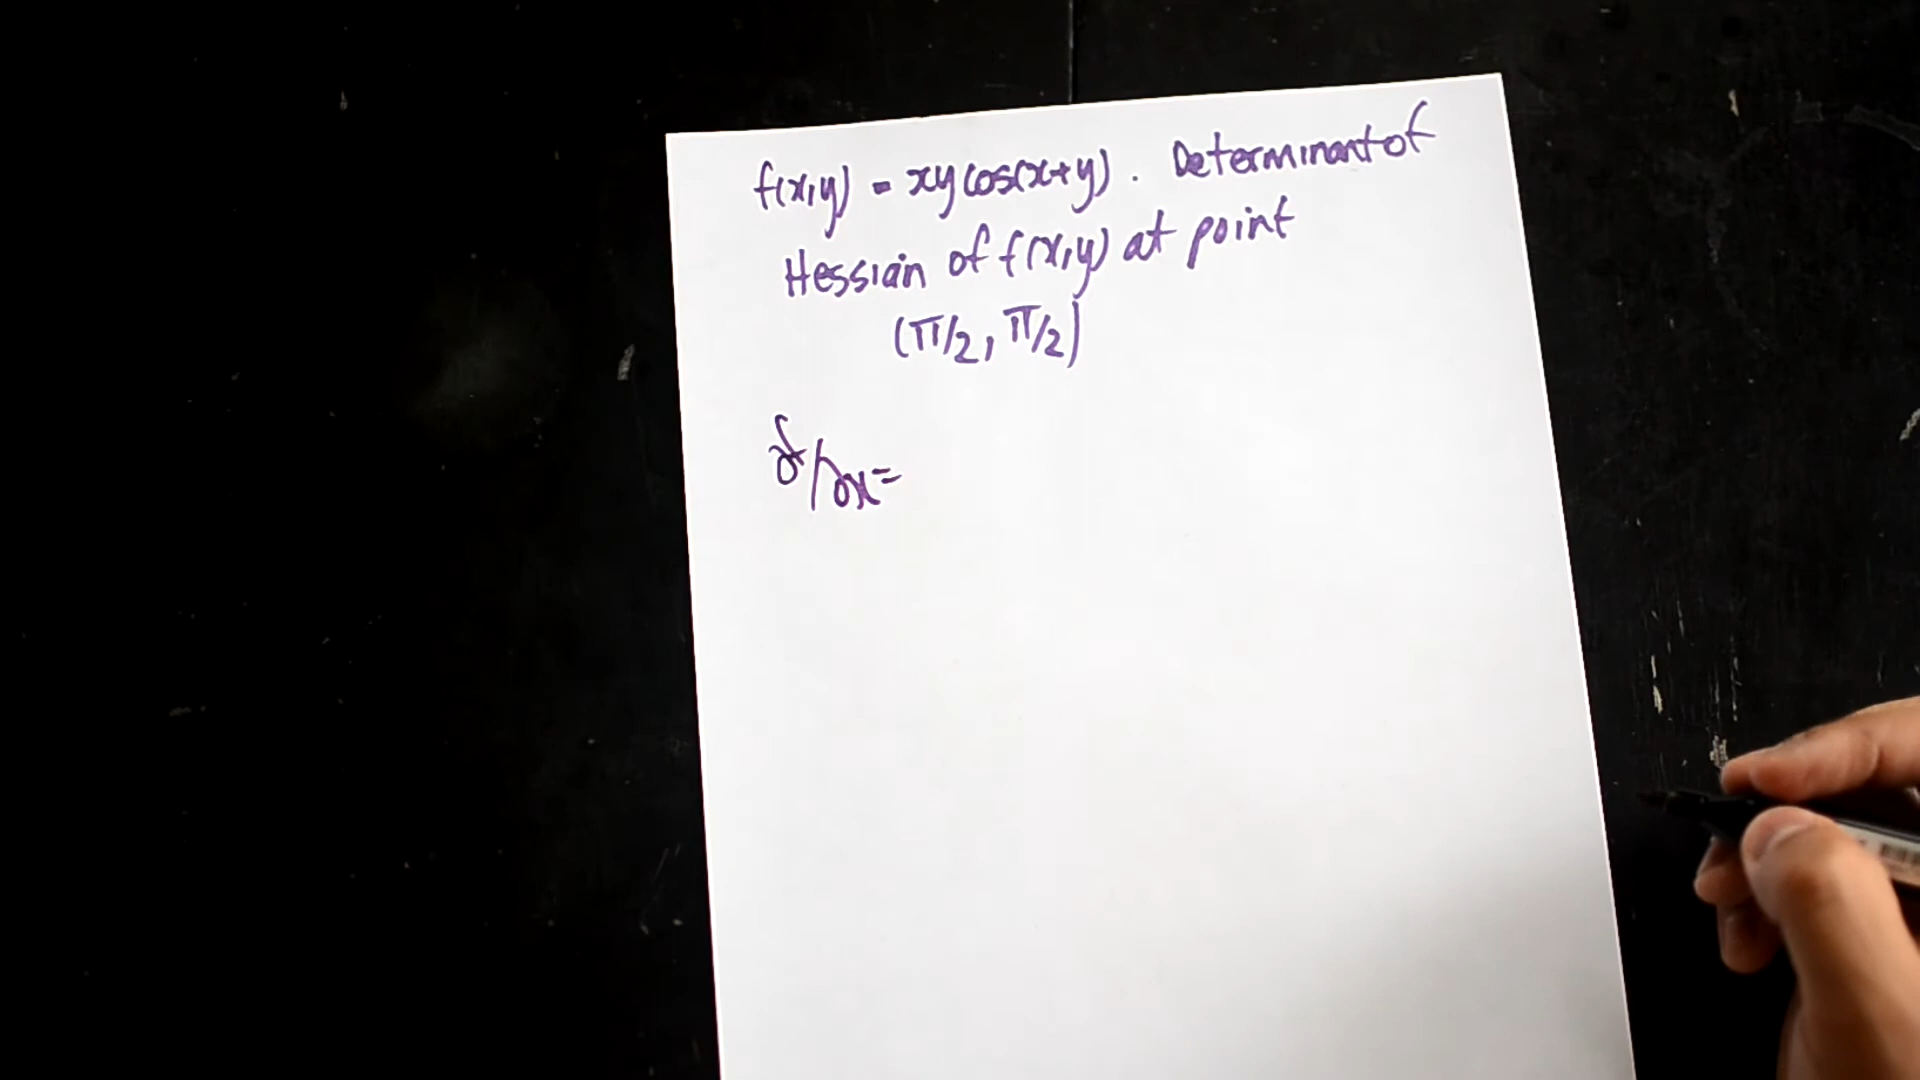 f(x,y) = xy cos(x+y). Determinant of
Hessian of f(x,y) at point
(π/2, π/2)
∂f/∂x=